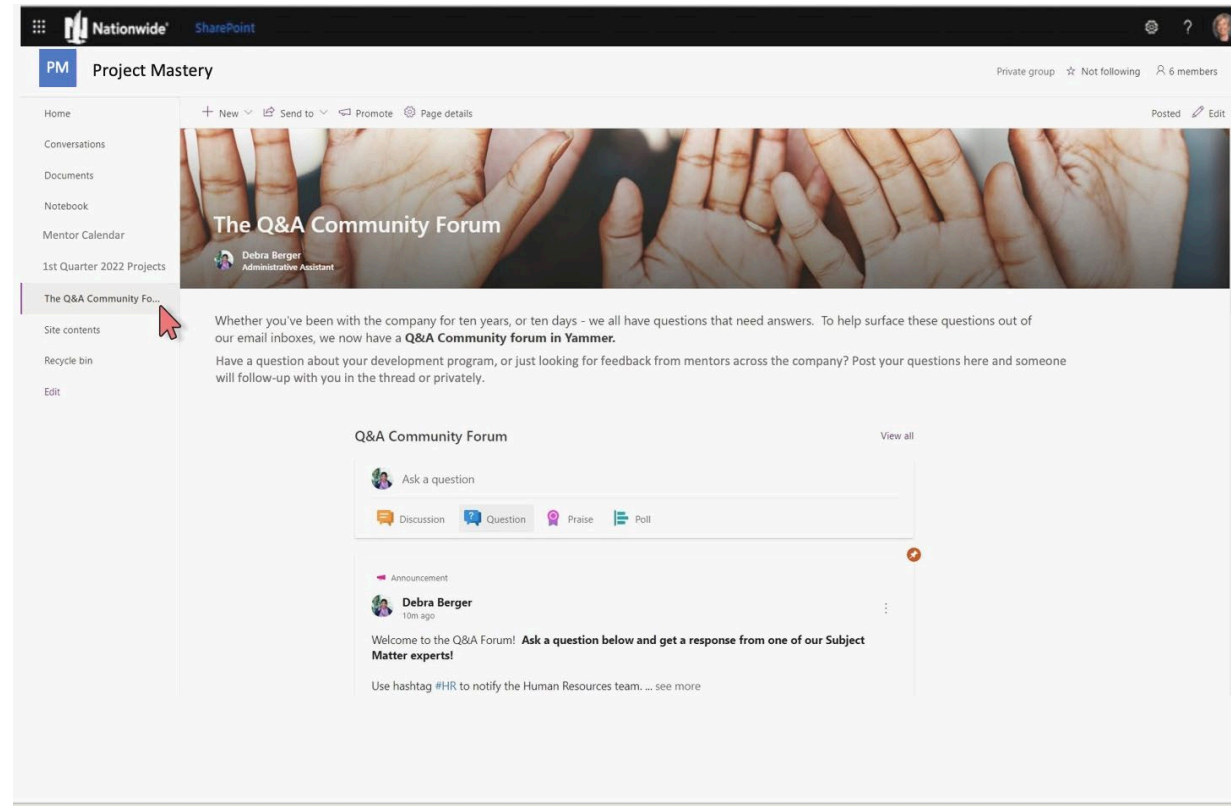 Nationwide®
SharePoint
?
PM
Project Mastery
Private group
Not following
6 members
Home
Conversations
Documents
Notebook
Mentor Calendar
1st Quarter 2022 Projects
The Q&A Community Fo...
Site contents
Recycle bin
Edit
New
Send to
Promote
Page details
Posted
Edit
The Q&A Community Forum
Debra Berger
Administrative Assistant
Whether you've been with the company for ten years, or ten days - we all have questions that need answers. To help surface these questions out of
our email inboxes, we now have a Q&A Community forum in Yammer.
Have a question about your development program, or just looking for feedback from mentors across the company? Post your questions here and someone
will follow-up with you in the thread or privately.
Q&A Community Forum
View all
Ask a question
Discussion
? Question
Praise
Poll
Announcement
Debra Berger
10m ago
Welcome to the Q&A Forum! Ask a question below and get a response from one of our Subject
Matter experts!
Use hashtag #HR to notify the Human Resources team. ... see more